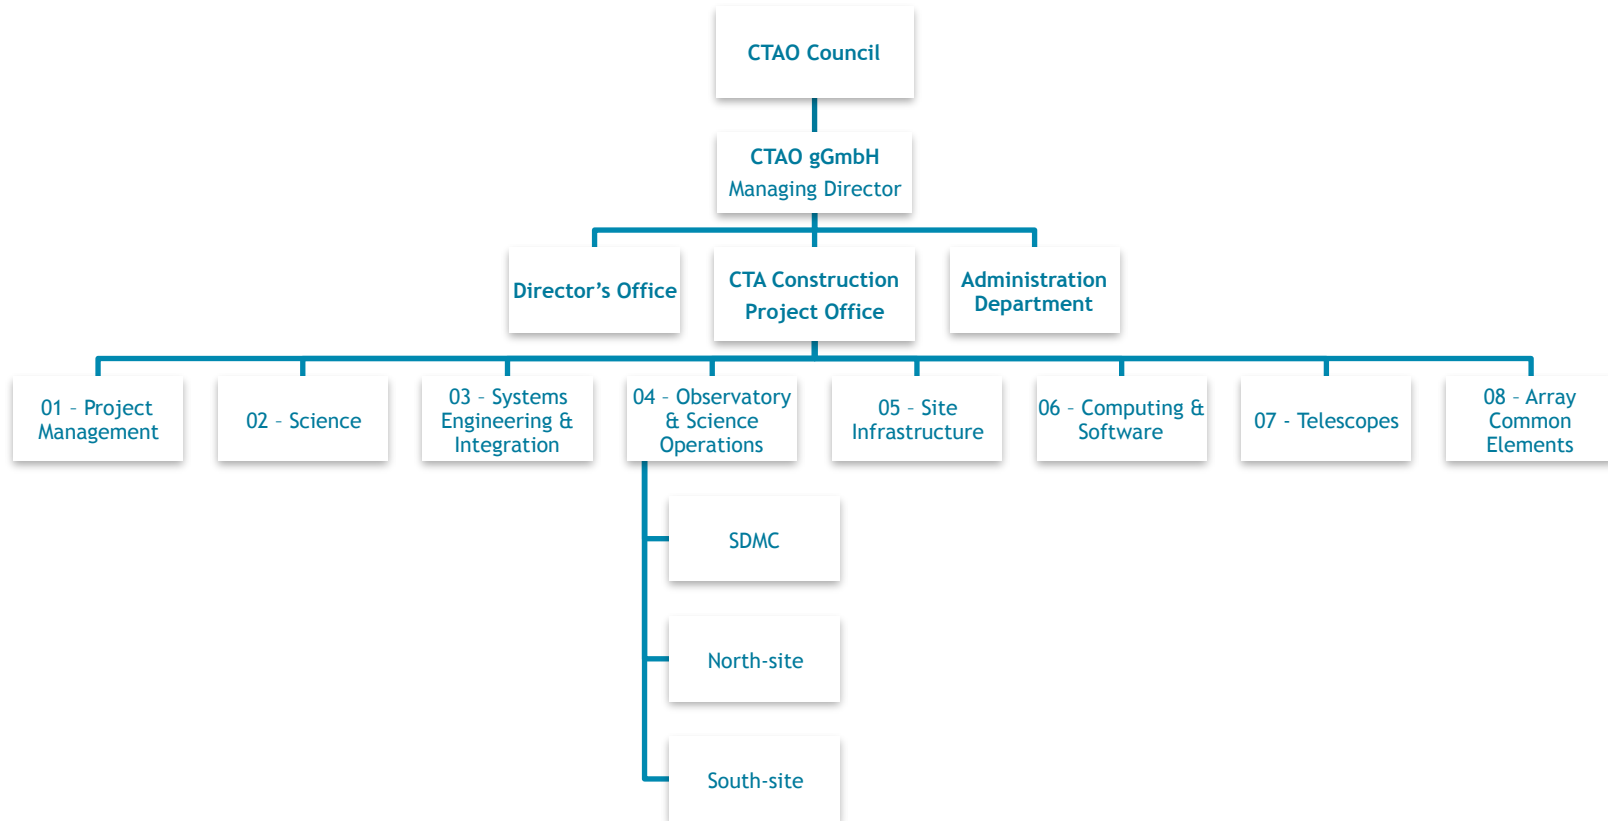 CTAO Council
CTAO gGmbH
Managing Director
Director’s Office
CTA Construction
Project Office
Administration
Department
01 – Project
Management
02 – Science
03 – Systems
Engineering &
Integration
04 – Observatory
& Science
Operations
05 – Site
Infrastructure
06 – Computing &
Software
07 - Telescopes
08 – Array
Common
Elements
SDMC
North-site
South-site